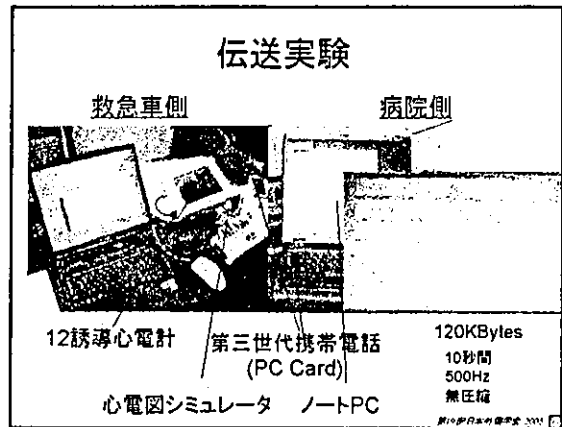 伝送実験
救急車側
病院側
12誘導心電計
第三世代携帯電話
(PC Card)
心電図シミュレータ
ノートPC
120KBytes
10秒間
500Hz
無圧縮